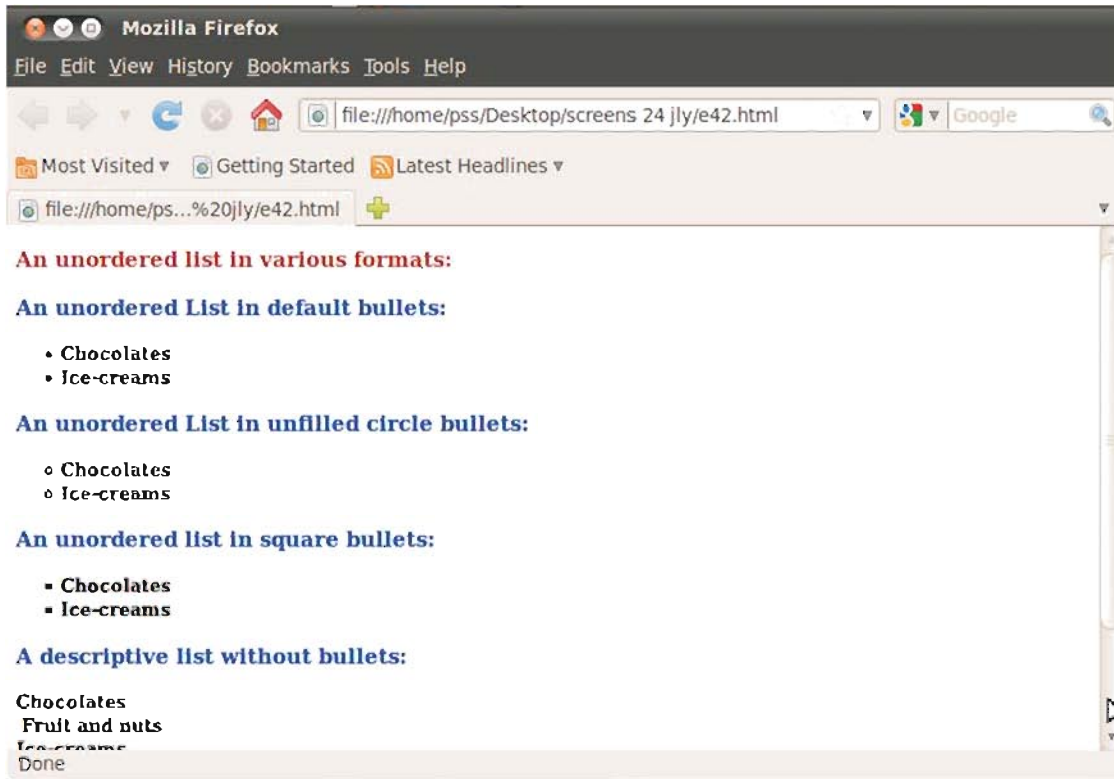 Mozilla Firefox
File Edit View History Bookmarks Tools Help
file:///home/pss/Desktop/screens 24 jly/e42.html Google
Most Visited Getting Started Latest Headlines
file:///home/ps...%20jly/e42.html
An unordered list in various formats:
An unordered List in default bullets:
• Chocolates
• Ice-creams
An unordered List in unfilled circle bullets:
o Chocolates
o Ice-creams
An unordered list in square bullets:
▪ Chocolates
▪ Ice-creams
A descriptive list without bullets:
Chocolates
Fruit and nuts
Ice-creams
Done